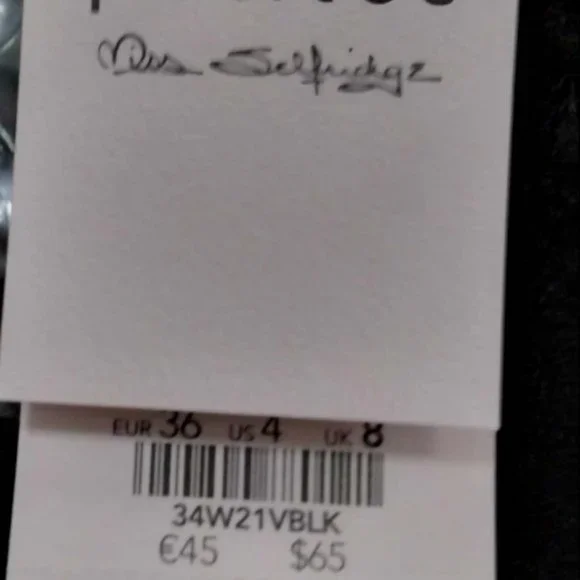 Miss Selfridge
EUR 36 US 4 UK 8
34W21VBLK
€45 $65